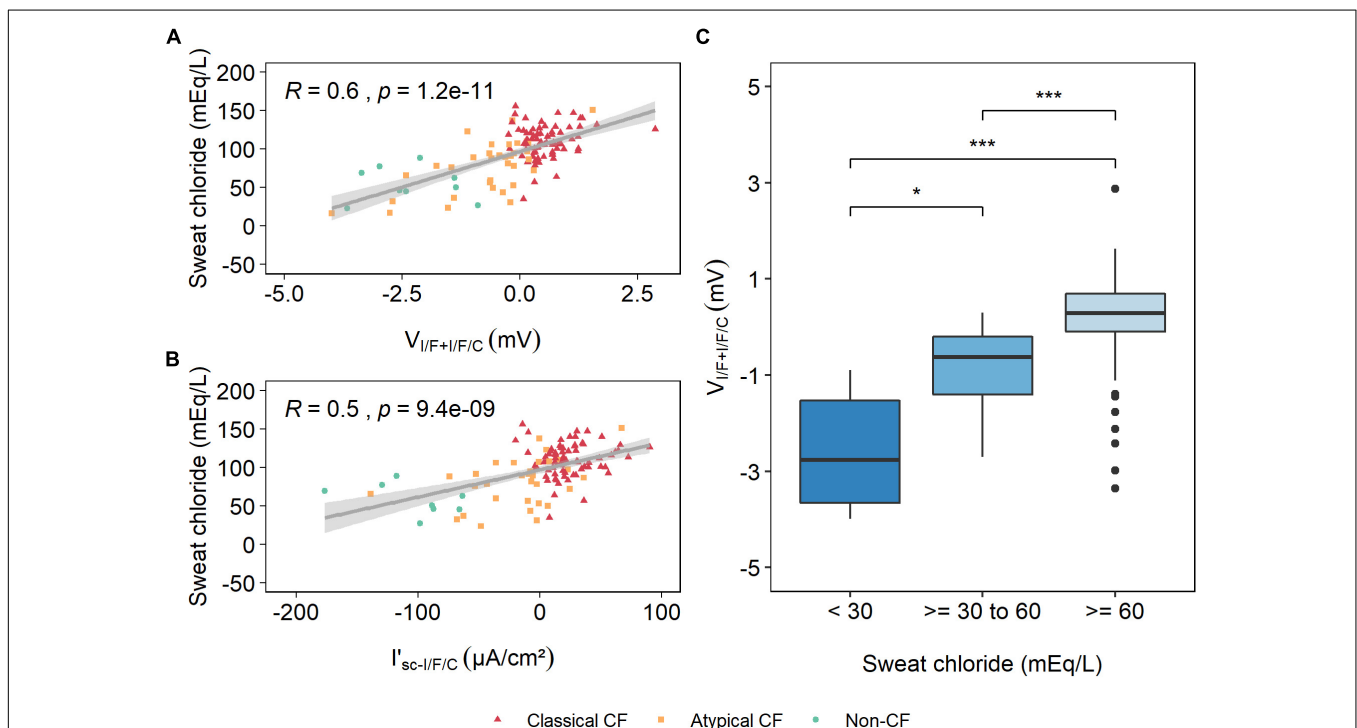 A
Sweat chloride (mEq/L)
200
150
100
50
0
-50
R = 0.6 , p = 1.2e-11
-5.0 -2.5 0.0 2.5
V I/F+I/F/C (mV)
B
Sweat chloride (mEq/L)
200
150
100
50
0
-50
R = 0.5 , p = 9.4e-09
-200 -100 0 100
I'sc-I/F/C (µA/cm²)
C
V I/F+I/F/C (mV)
5
3
1
-1
-3
-5
***
***
*
< 30 >= 30 to 60 >= 60
Sweat chloride (mEq/L)
Classical CF Atypical CF Non-CF